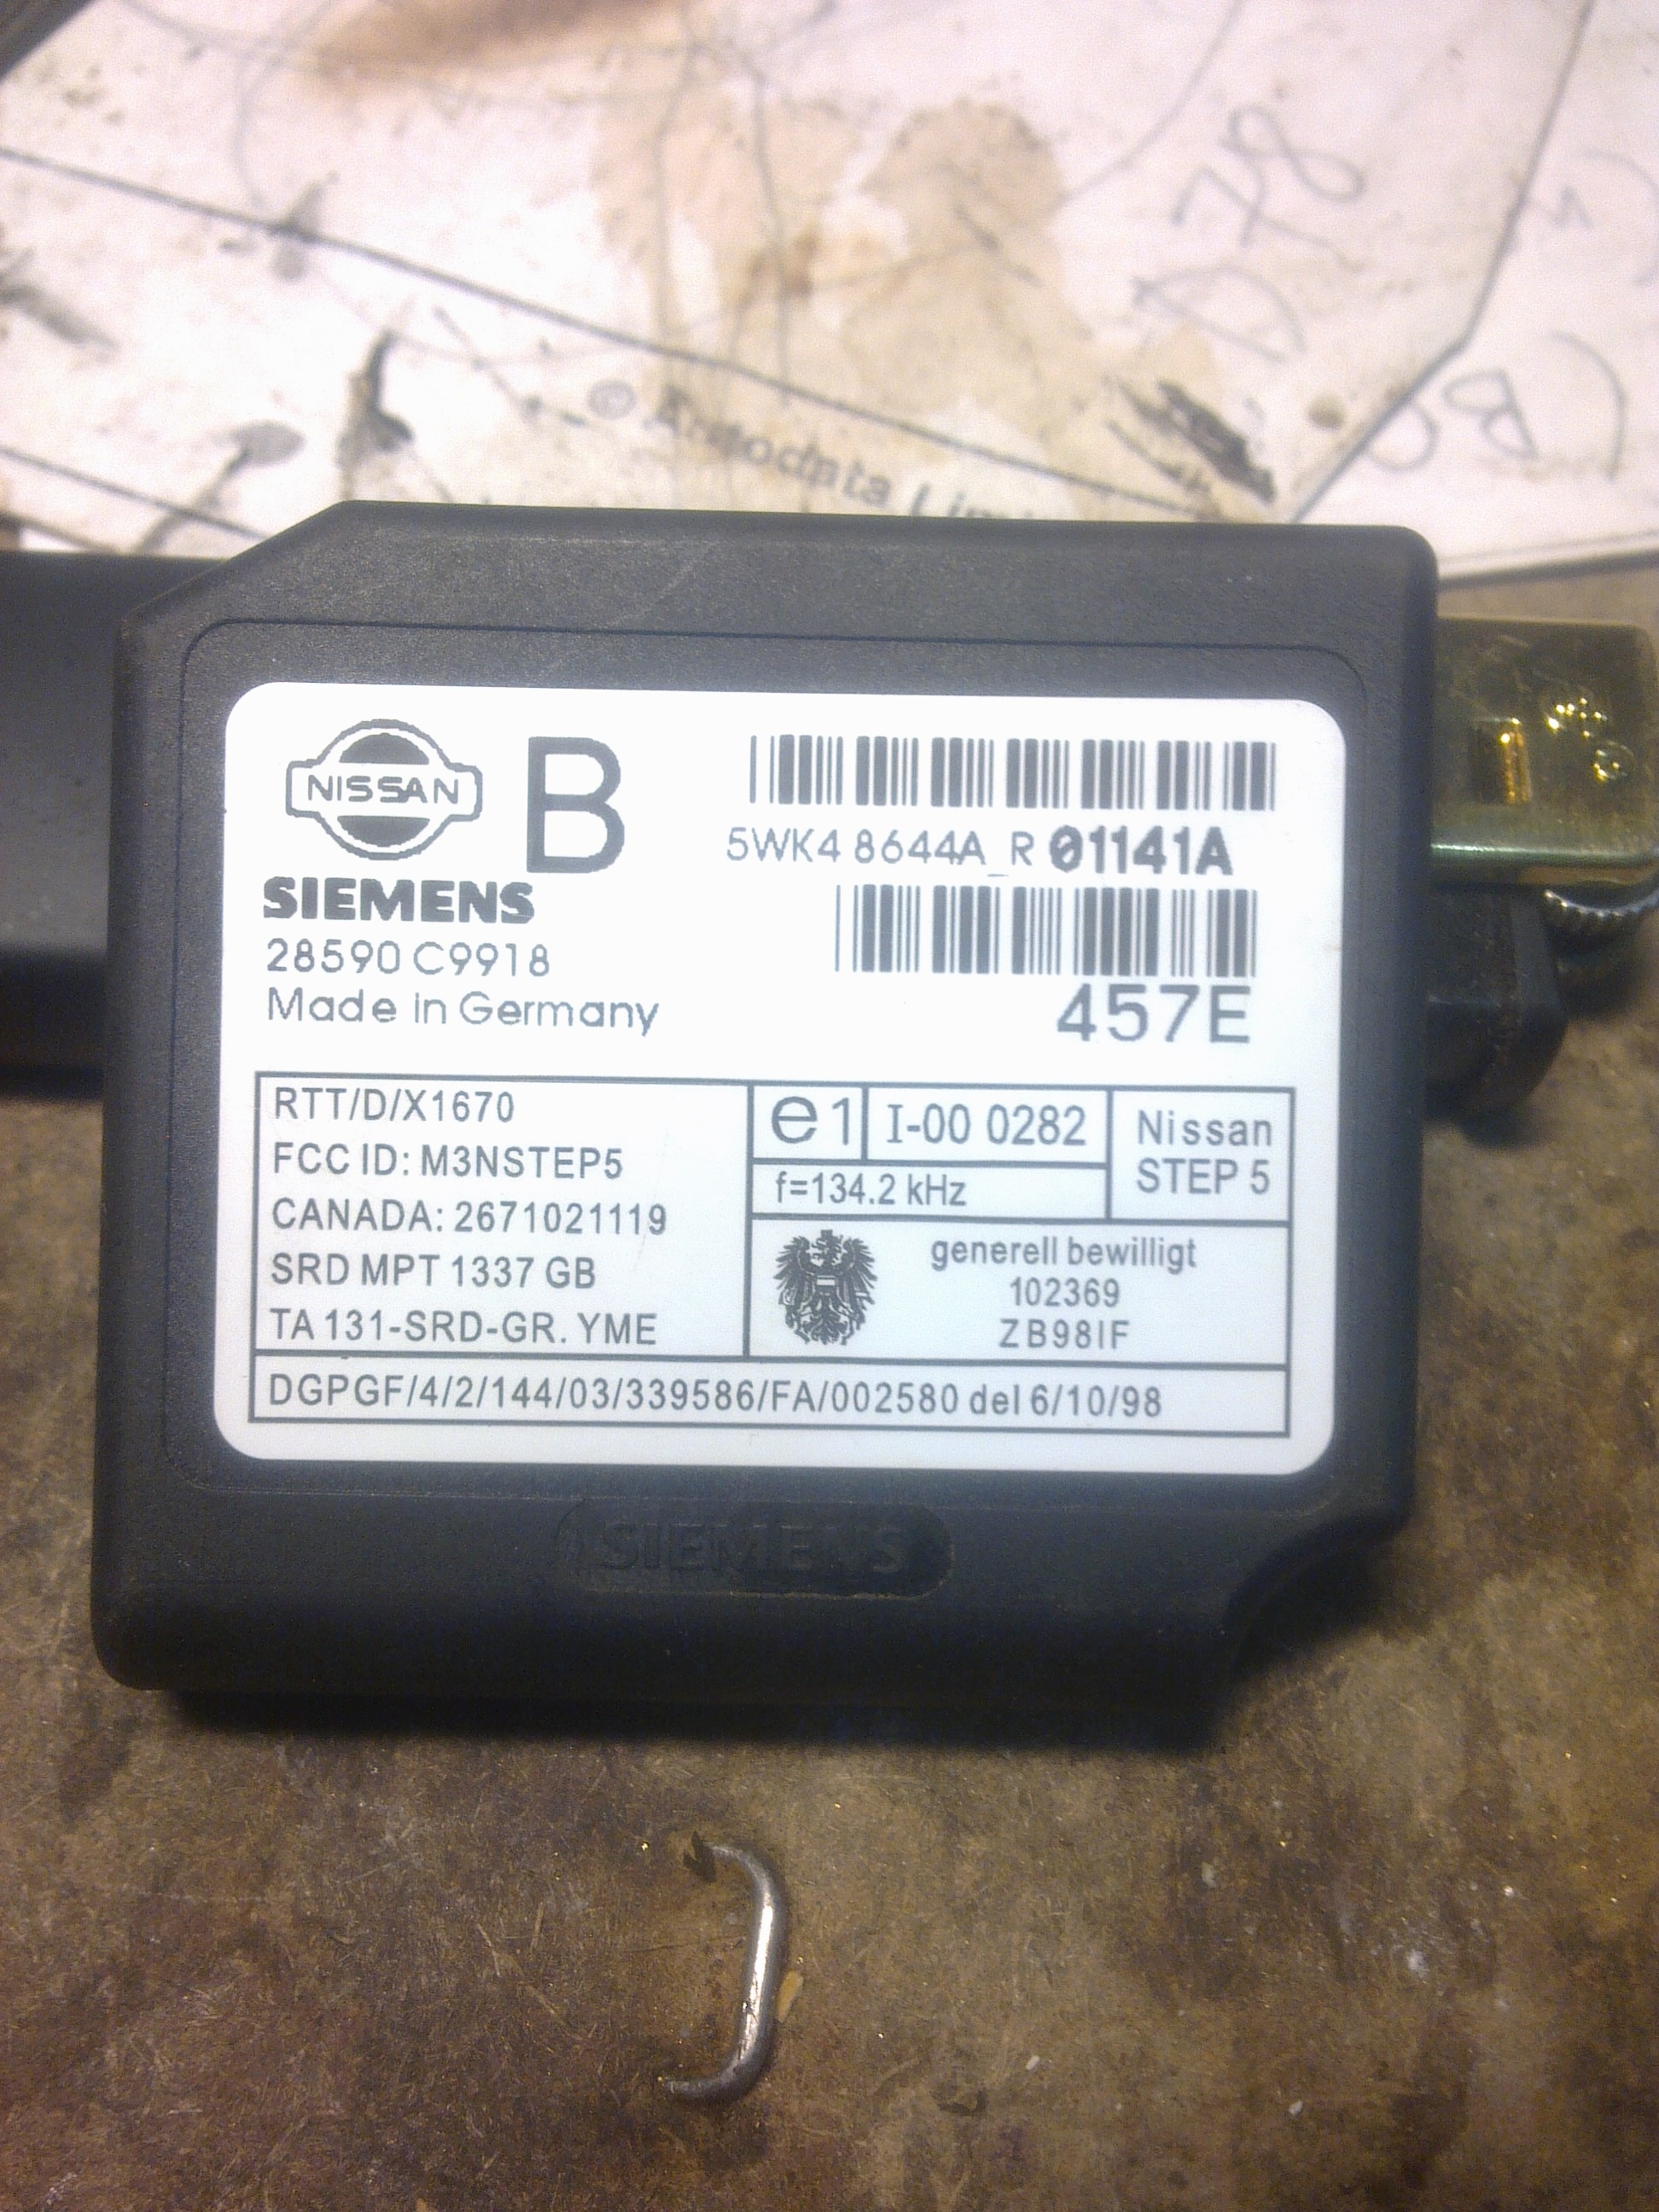 © Autodata Limi
NISSAN
B
5WK4 8644A_R 01141A
SIEMENS
28590 C9918
Made in Germany
457E
RTT/D/X1670
FCC ID: M3NSTEP5
CANADA: 2671021119
SRD MPT 1337 GB
TA 131-SRD-GR. YME
e1
I-00 0282
Nissan
STEP 5
f=134.2 kHz
generell bewilligt
102369
ZB98IF
DGPGF/4/2/144/03/339586/FA/002580 del 6/10/98
SIEMENS